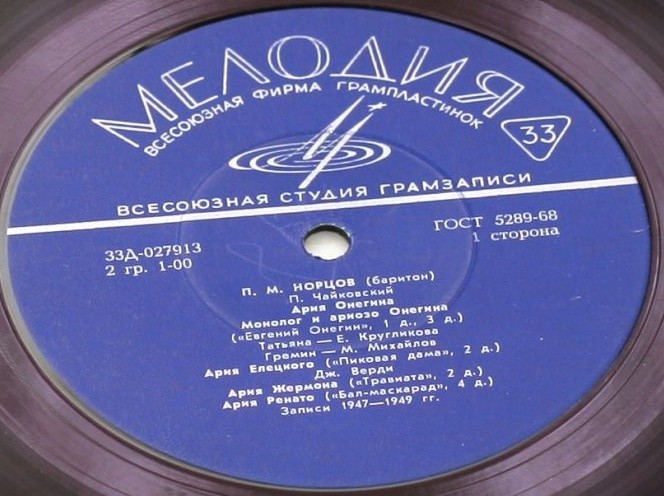 МЕЛОДИЯ
ВСЕСОЮЗНАЯ ФИРМА ГРАМПЛАСТИНОК
33
ВСЕСОЮЗНАЯ СТУДИЯ ГРАМЗАПИСИ
33Д-027913
ГОСТ 5289-68
2 гр. 1-00
1 сторона
П. М. НОРЦОВ (баритон)
П. Чайковский
Ария Онегина
Монолог и ариозо Онегина
(«Евгений Онегин», 1 д., 3 д.)
Татьяна — Е. Кругликова
Гремин — М. Михайлов
Ария Елецкого («Пиковая дама», 2 д.)
Дж. Верди
Ария Жермона («Травиата», 2 д.)
Ария Ренато («Бал-маскарад», 4 д.)
Записи 1947—1949 гг.